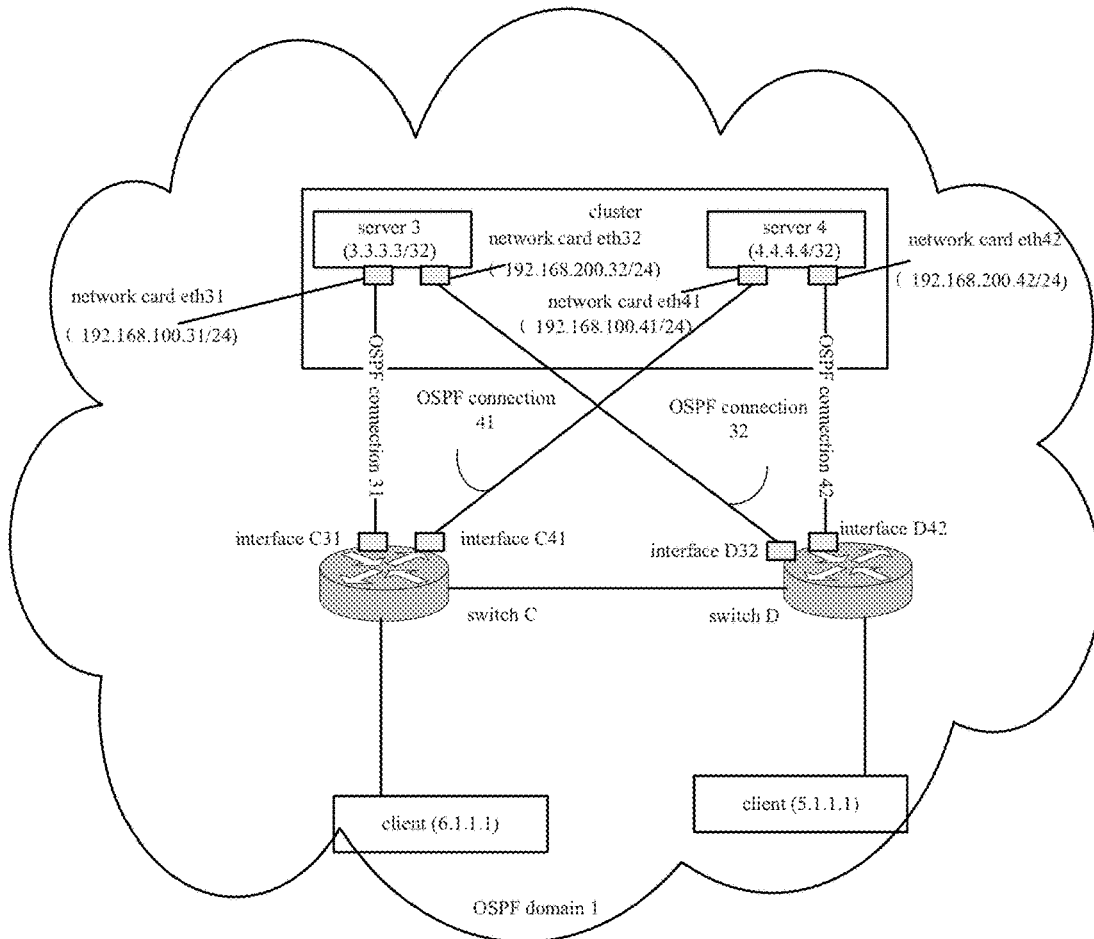 cluster
server 3
(3.3.3.3/32)
server 4
(4.4.4.4/32)
network card eth32
( 192.168.200.32/24)
network card eth42
( 192.168.200.42/24)
network card eth31
( 192.168.100.31/24)
network card eth41
( 192.168.100.41/24)
OSPF connection 31
OSPF connection
41
OSPF connection
32
OSPF connection 42
interface C31
interface C41
interface D32
interface D42
switch C
switch D
client (6.1.1.1)
client (5.1.1.1)
OSPF domain 1